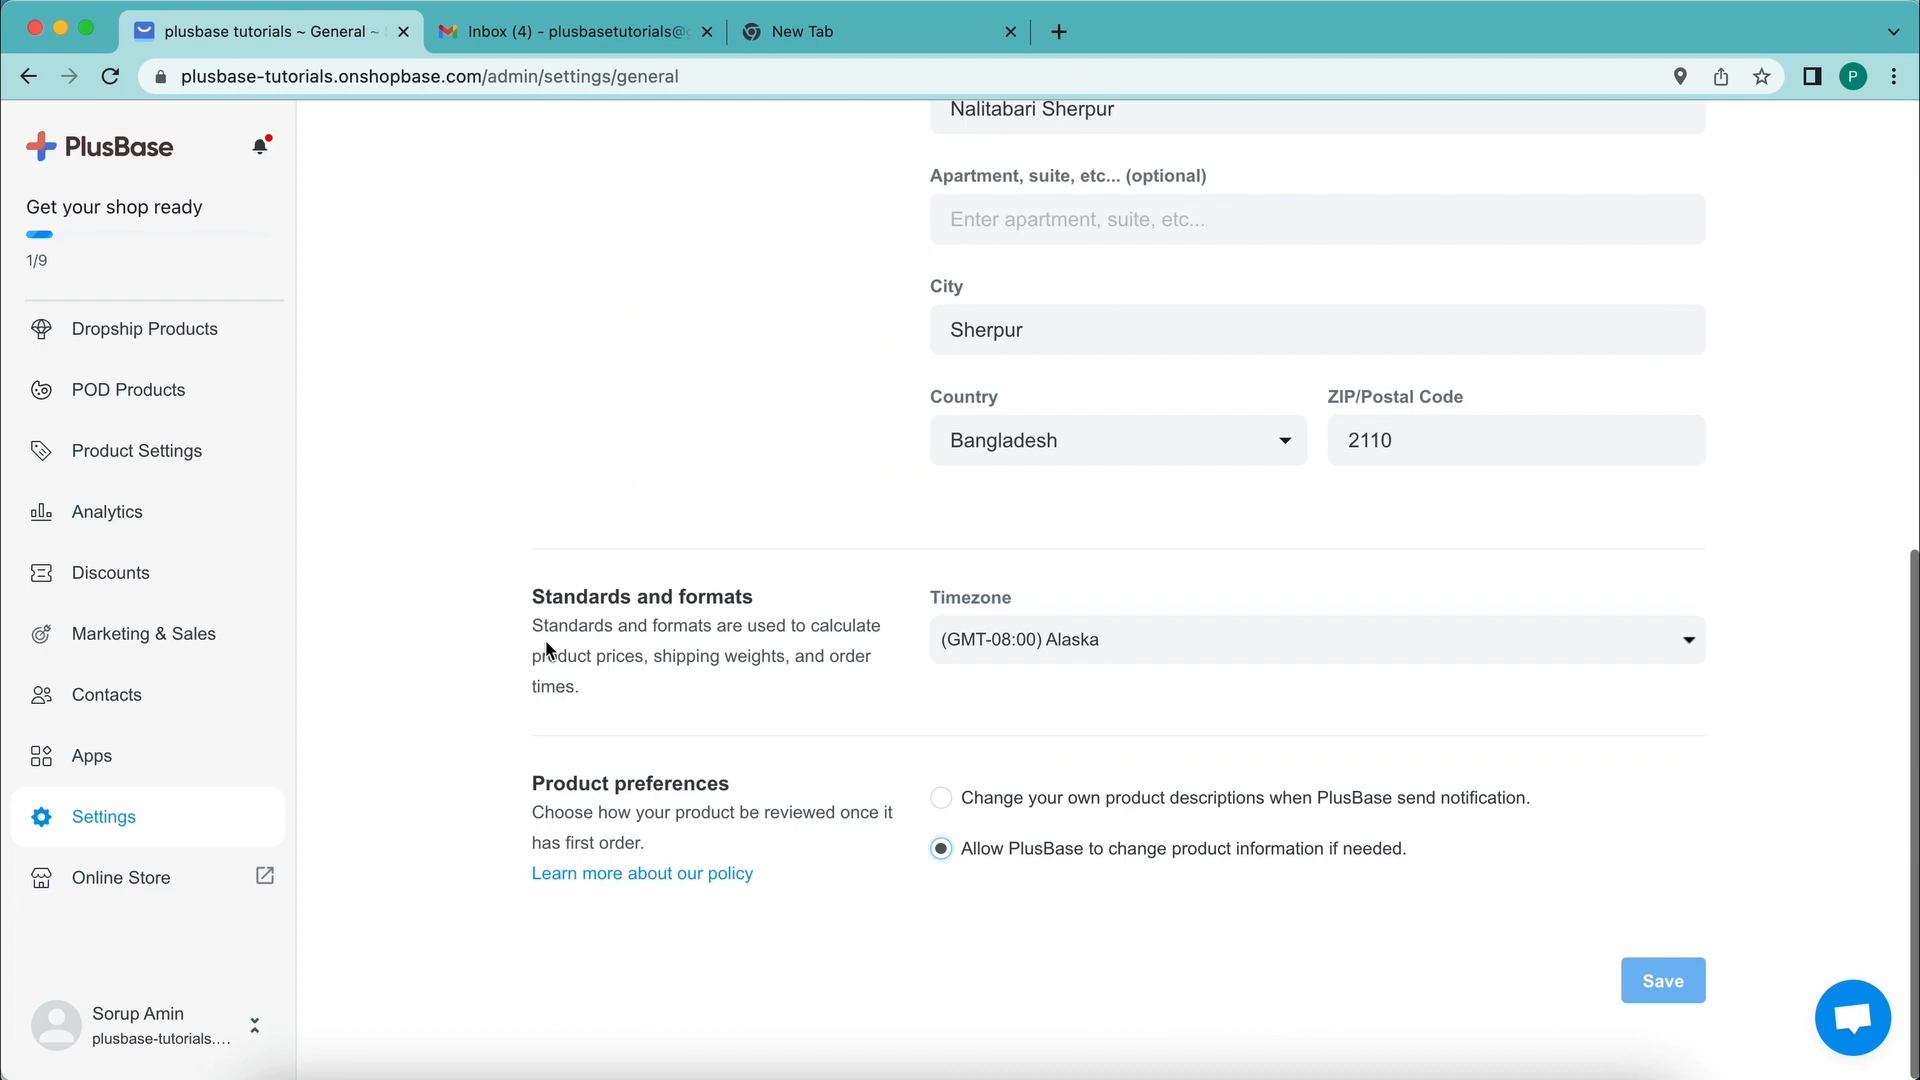 plusbase tutorials ~ General ~
Inbox (4) - plusbasetutorials@
New Tab
plusbase-tutorials.onshopbase.com/admin/settings/general
P
PlusBase
Get your shop ready
1/9
Dropship Products
POD Products
Product Settings
Analytics
Discounts
Marketing & Sales
Contacts
Apps
Settings
Online Store
Sorup Amin
plusbase-tutorials....
Nalitabari Sherpur
Apartment, suite, etc... (optional)
Enter apartment, suite, etc...
City
Sherpur
Country
ZIP/Postal Code
Bangladesh
2110
Standards and formats
Standards and formats are used to calculate
product prices, shipping weights, and order
times.
Timezone
(GMT-08:00) Alaska
Product preferences
Choose how your product be reviewed once it
has first order.
Learn more about our policy
Change your own product descriptions when PlusBase send notification.
Allow PlusBase to change product information if needed.
Save